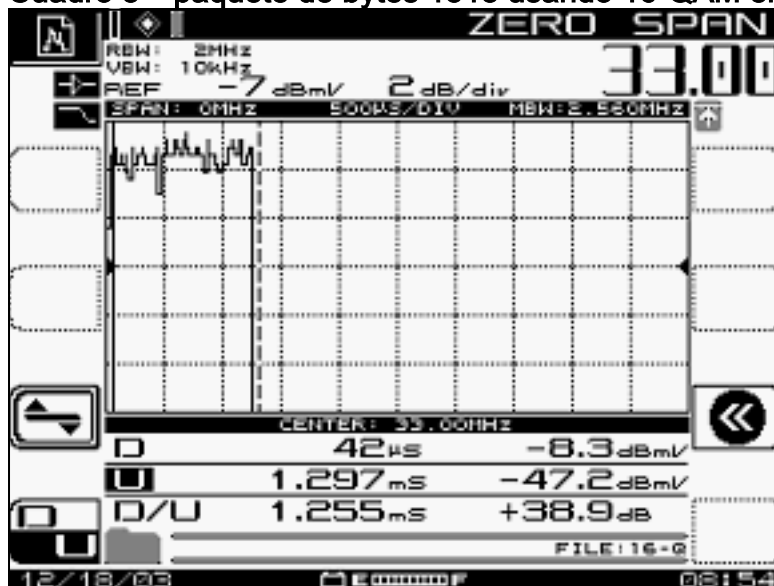 ZERO SPAN
RBW: 2MHz
VBW: 10kHz
33.00
REF -7 dBmV 2 dB/div
SPAN: 0MHz 500µS/DIV MBW:2.560MHz
CENTER: 33.00MHz
D 42µS -8.3dBmV
U 1.297mS -47.2dBmV
D/U 1.255mS +38.9dB
D
U
FILE:16-Q
12/18/03 E F 08:54